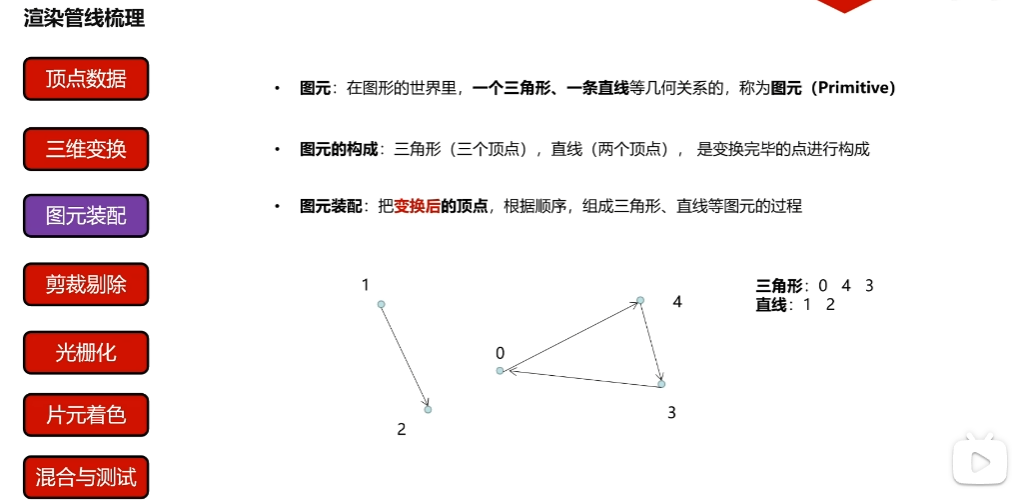 渲染管线梳理
顶点数据
三维变换
图元装配
剪裁剔除
光栅化
片元着色
混合与测试
• 图元：在图形的世界里，一个三角形、一条直线等几何关系的，称为图元（Primitive）
• 图元的构成：三角形（三个顶点），直线（两个顶点）， 是变换完毕的点进行构成
• 图元装配：把变换后的顶点，根据顺序，组成三角形、直线等图元的过程
1
2
0
4
3
三角形：0 4 3
直线：1 2